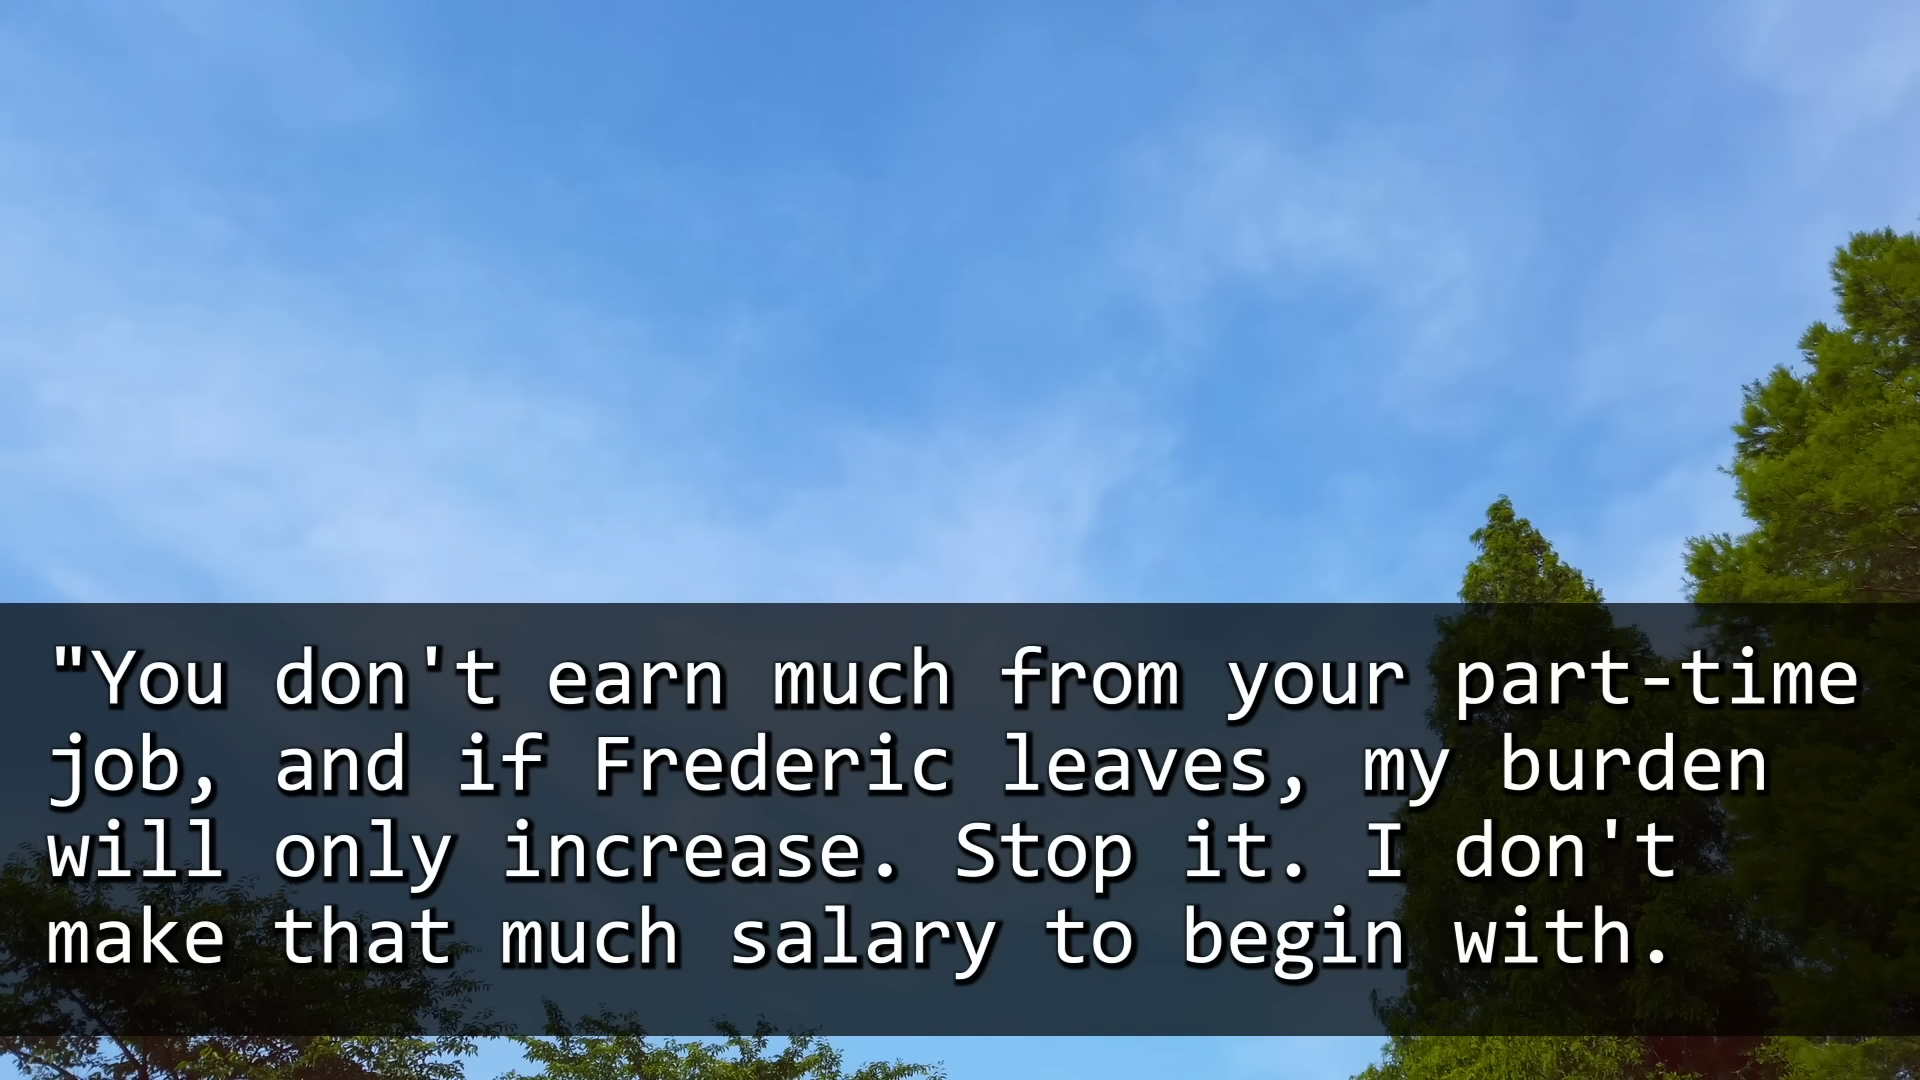 "You don't earn much from your part-time
job, and if Frederic leaves, my burden
will only increase. Stop it. I don't
make that much salary to begin with.